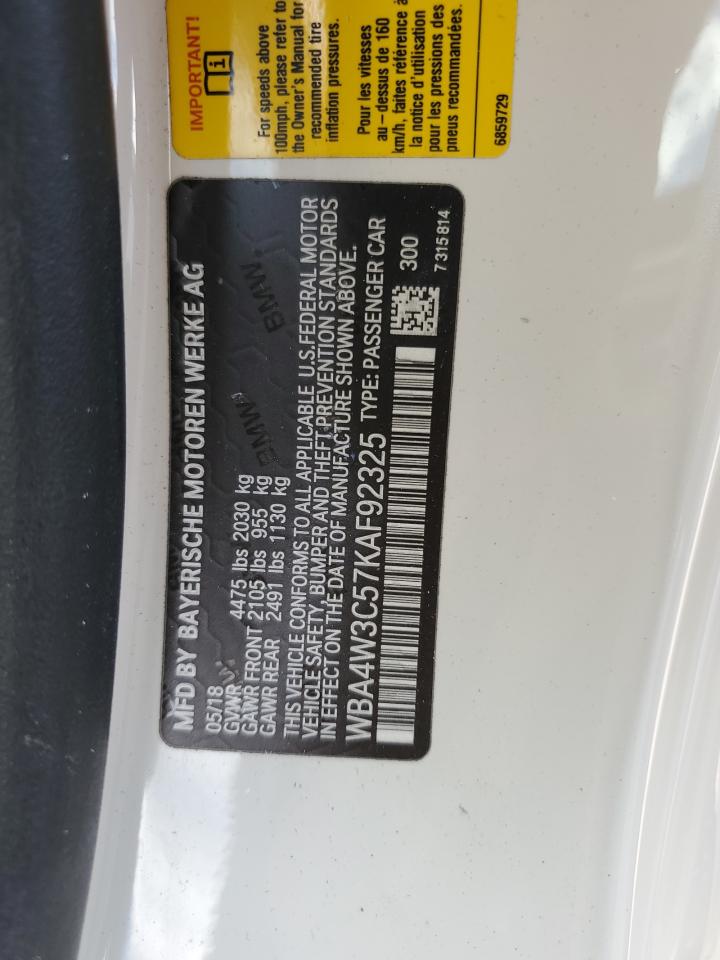 IMPORTANT!
For speeds above
100mph, please refer to
the Owner's Manual for
recommended tire
inflation pressures.
Pour les vitesses
au-dessus de 160
km/h, faites référence à
la notice d'utilisation
pour les pressions des
pneus recommandées.
6859729
MFD BY BAYERISCHE MOTOREN WERKE AG
05/18
GVWR 4475 lbs 2030 kg
GAWR FRONT 2105 lbs 955 kg
GAWR REAR 2491 lbs 1130 kg
THIS VEHICLE CONFORMS TO ALL APPLICABLE U.S.FEDERAL MOTOR
VEHICLE SAFETY, BUMPER AND THEFT PREVENTION STANDARDS
IN EFFECT ON THE DATE OF MANUFACTURE SHOWN ABOVE.
WBA4W3C57KAF92325 TYPE: PASSENGER CAR
300
7 315 814
BMW
BMW